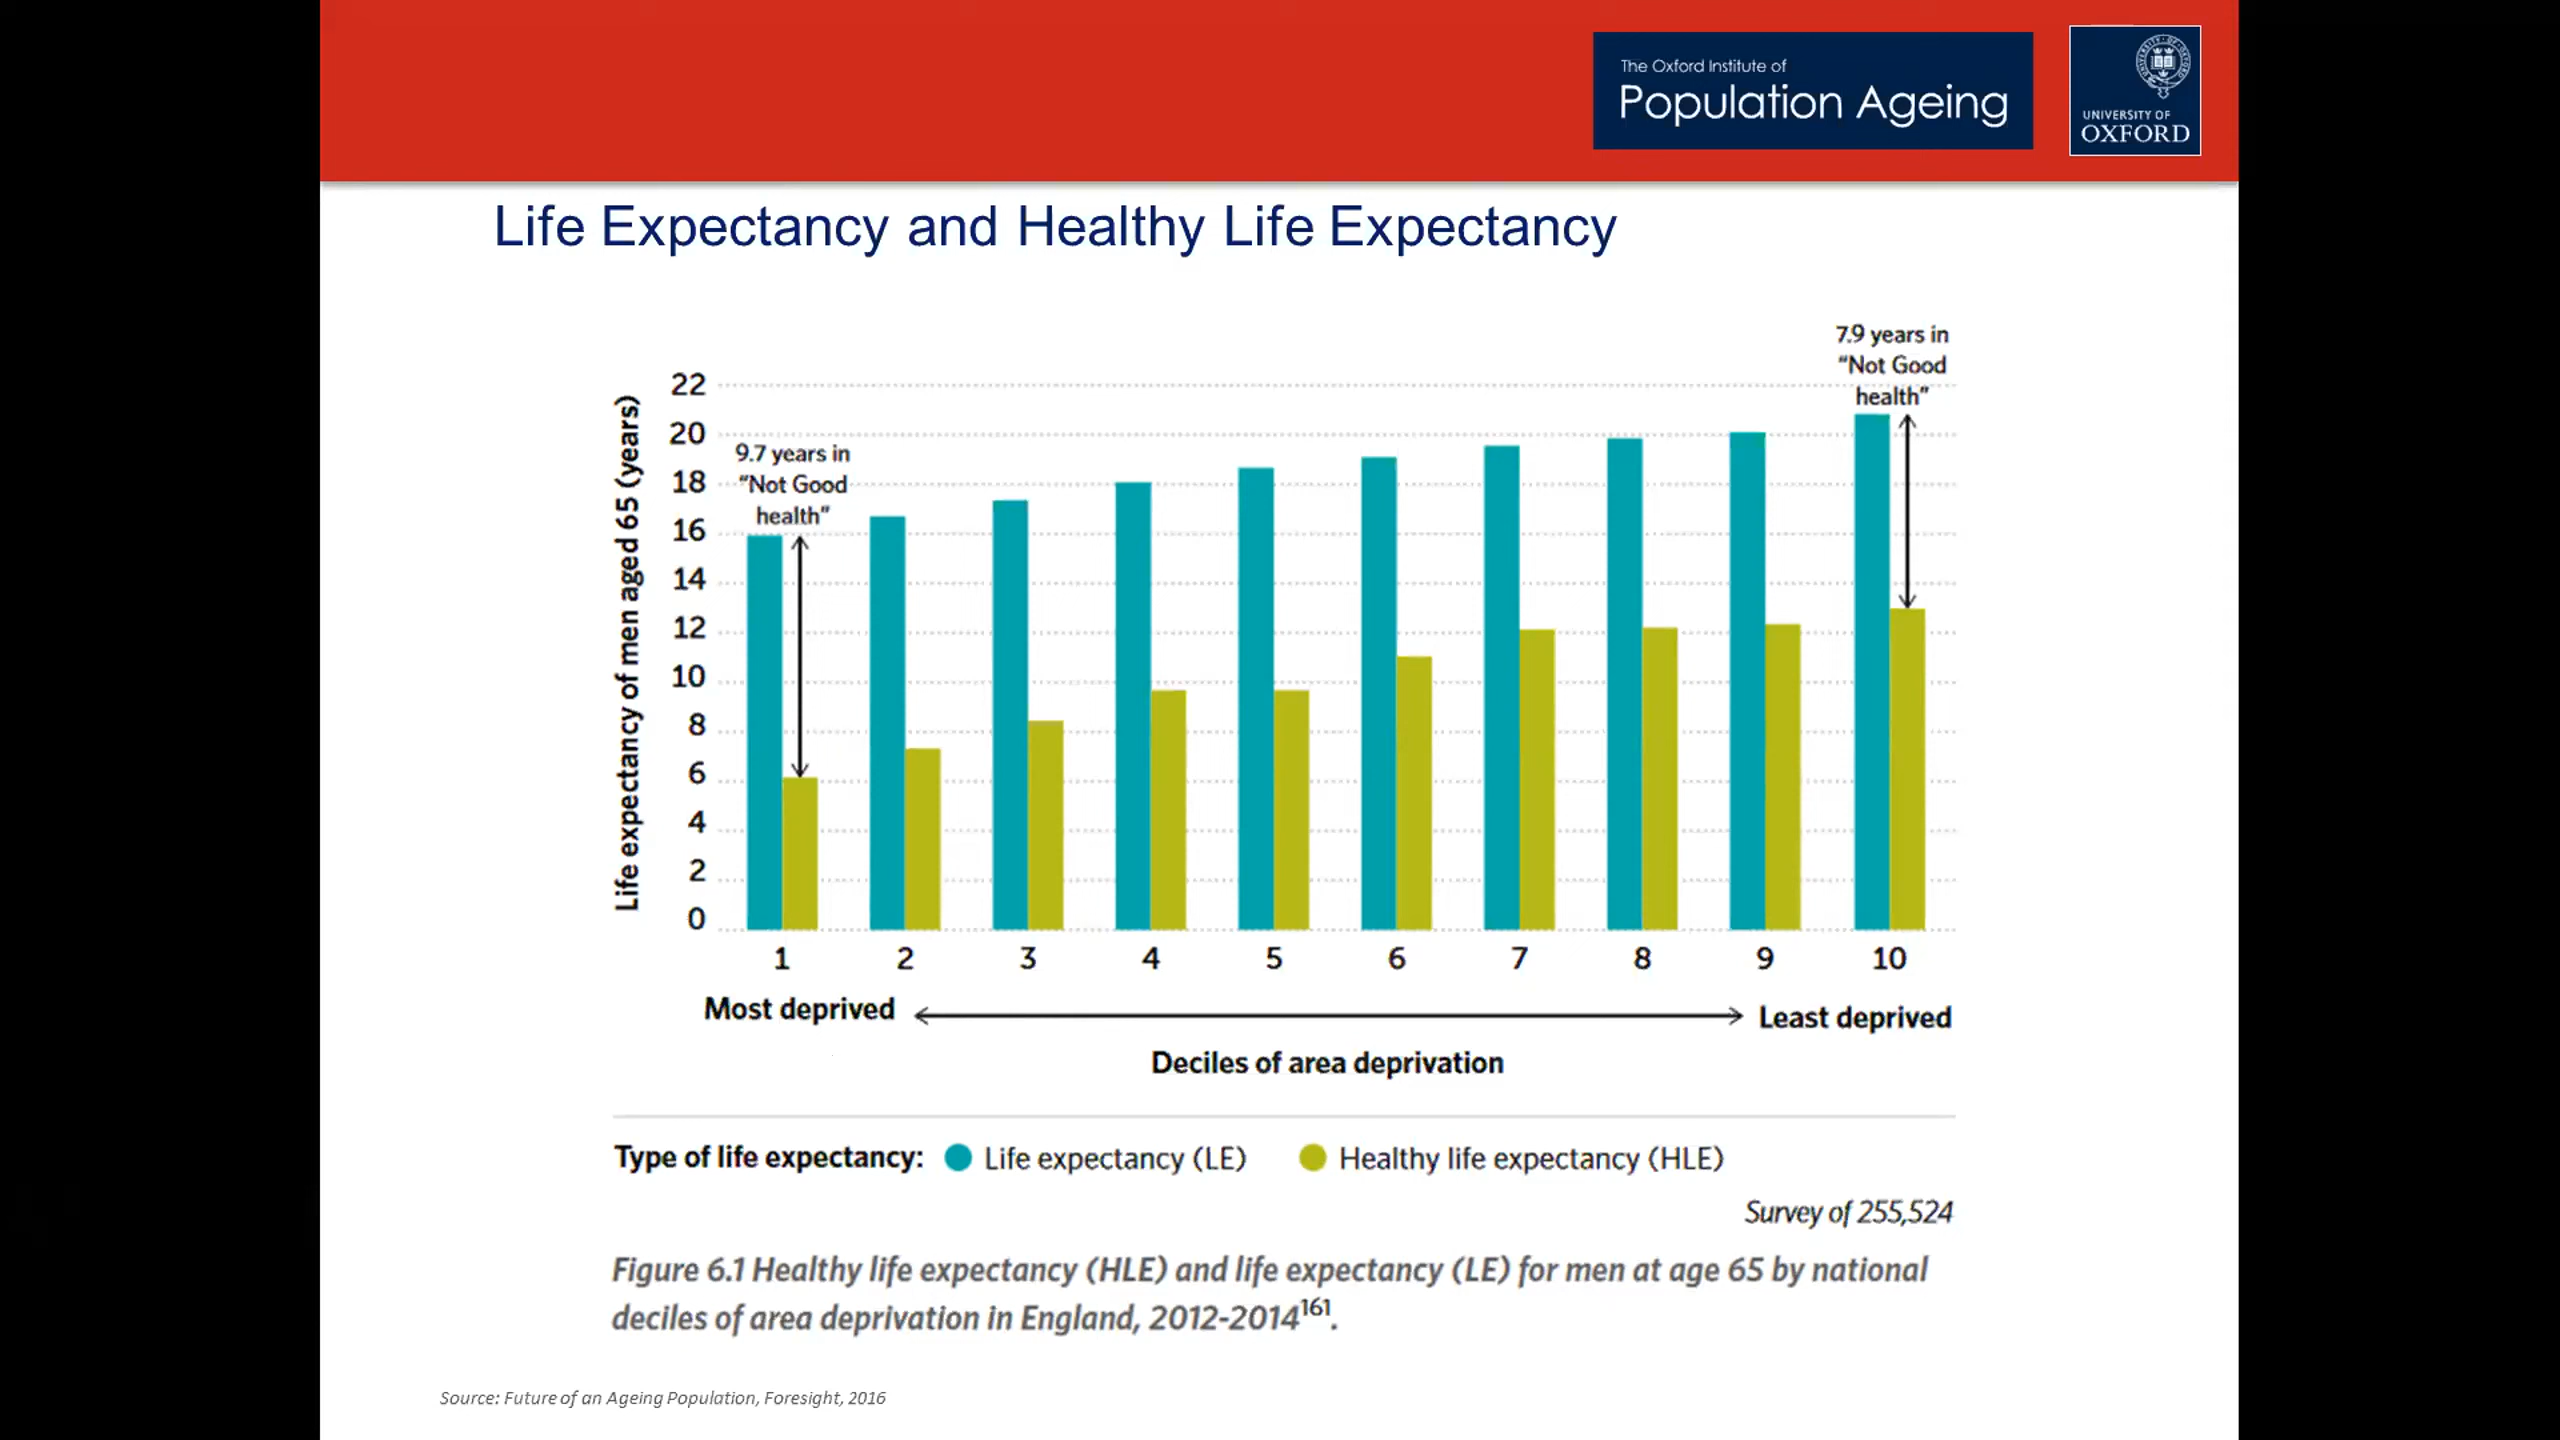 The Oxford Institute of
Population Ageing
UNIVERSITY OF
OXFORD
Life Expectancy and Healthy Life Expectancy
7.9 years in
“Not Good
health”
9.7 years in
“Not Good
health”
Life expectancy of men aged 65 (years)
22
20
18
16
14
12
10
8
6
4
2
0
1 2 3 4 5 6 7 8 9 10
Most deprived Least deprived
Deciles of area deprivation
Type of life expectancy: Life expectancy (LE) Healthy life expectancy (HLE)
Survey of 255,524
Figure 6.1 Healthy life expectancy (HLE) and life expectancy (LE) for men at age 65 by national
deciles of area deprivation in England, 2012-2014¹⁶¹.
Source: Future of an Ageing Population, Foresight, 2016